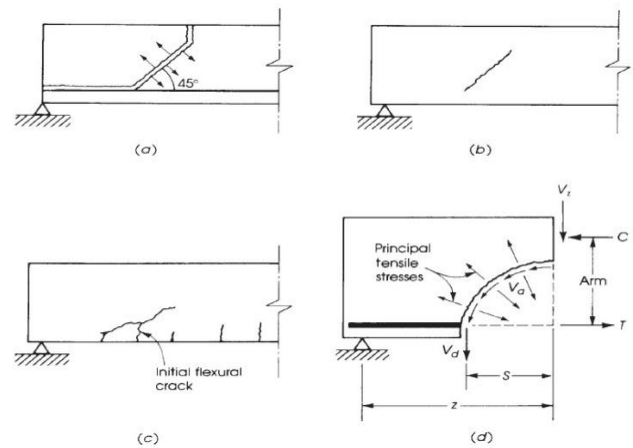 45°
(a)
(b)
Initial flexural
crack
(c)
V_z
C
Principal
tensile
stresses
V_a
Arm
T
V_d
S
z
(d)